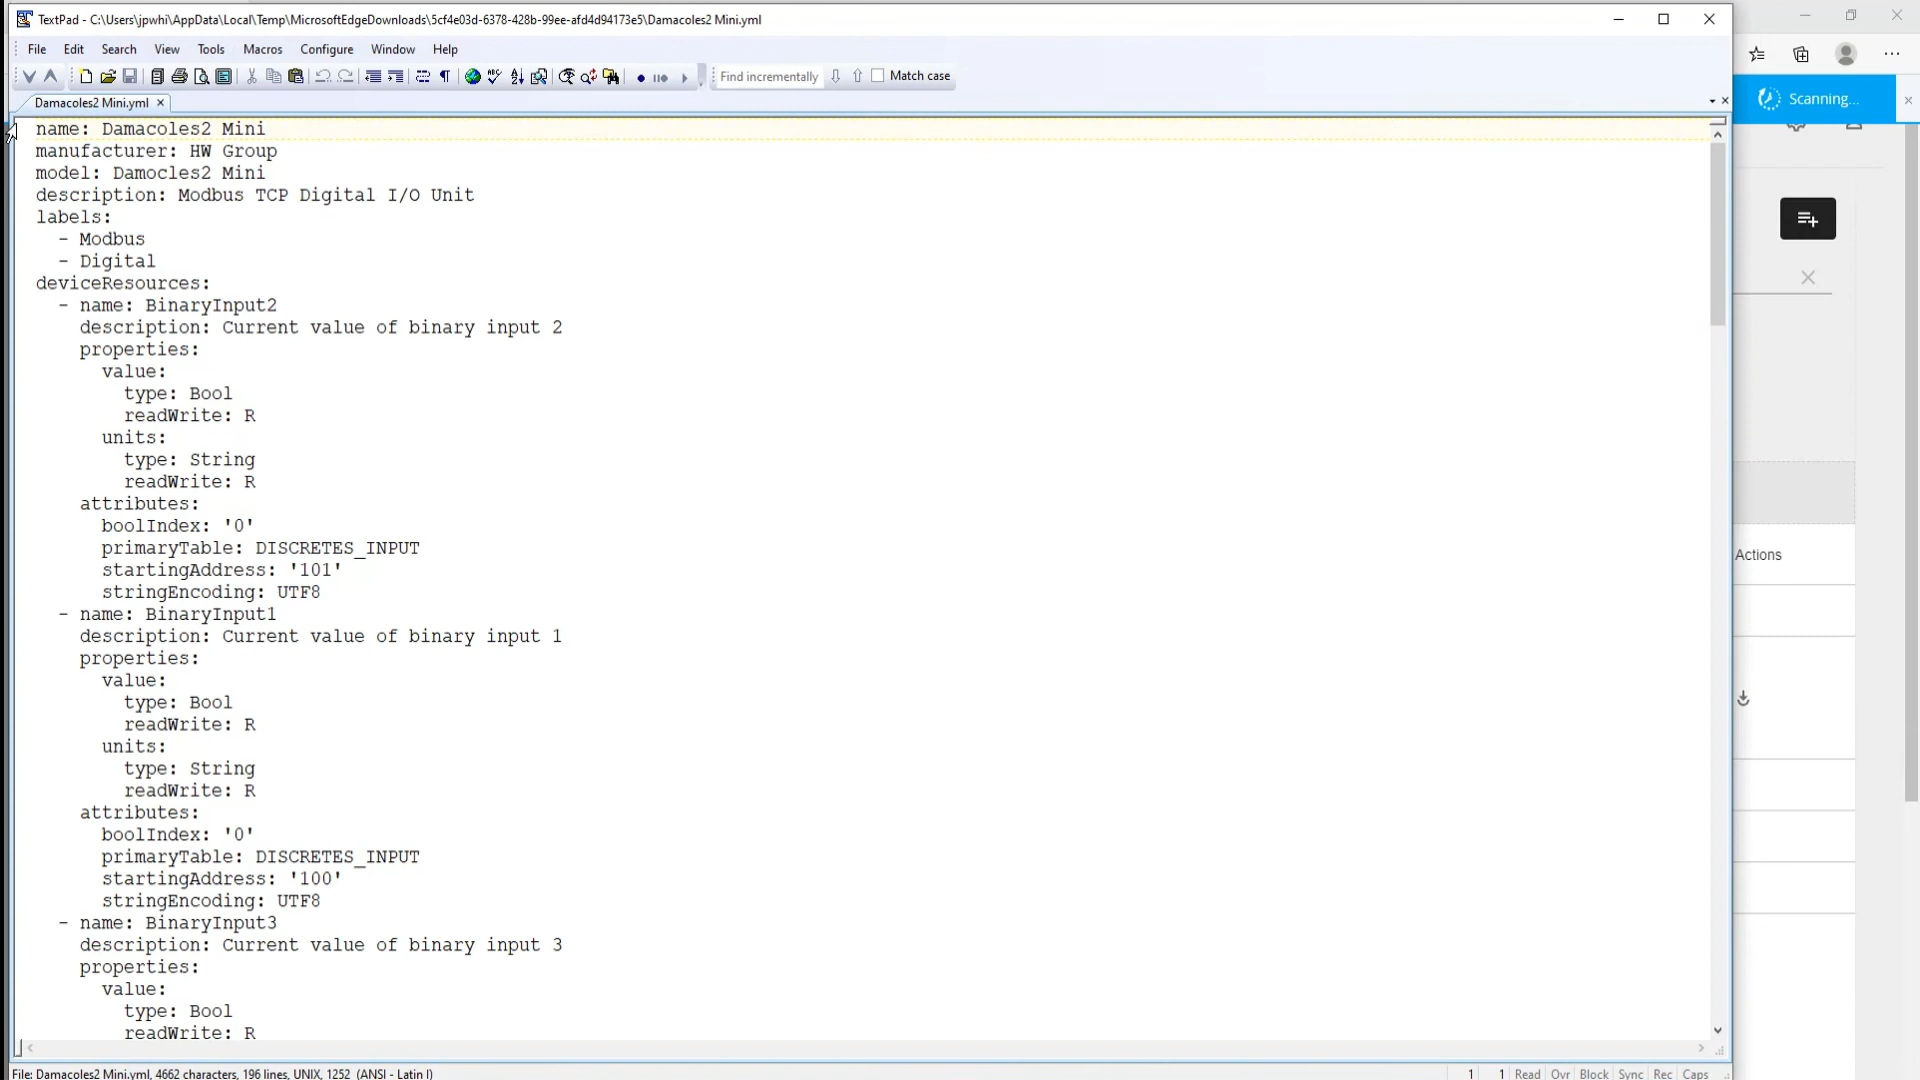 TextPad - C:\Users\jpwhi\AppData\Local\Temp\MicrosoftEdgeDownloads\5cf4e03d-6378-428b-99ee-afd4d94173e5\Damacoles2 Mini.yml
File Edit Search View Tools Macros Configure Window Help
Find incrementally Match case
Scanning...
Damacoles2 Mini.yml
name: Damacoles2 Mini
manufacturer: HW Group
model: Damocles2 Mini
description: Modbus TCP Digital I/O Unit
labels:
- Modbus
- Digital
deviceResources:
- name: BinaryInput2
description: Current value of binary input 2
properties:
value:
type: Bool
readWrite: R
units:
type: String
readWrite: R
attributes:
boolIndex: '0'
primaryTable: DISCRETES_INPUT
startingAddress: '101'
stringEncoding: UTF8
- name: BinaryInput1
description: Current value of binary input 1
properties:
value:
type: Bool
readWrite: R
units:
type: String
readWrite: R
attributes:
boolIndex: '0'
primaryTable: DISCRETES_INPUT
startingAddress: '100'
stringEncoding: UTF8
- name: BinaryInput3
description: Current value of binary input 3
properties:
value:
type: Bool
readWrite: R
Actions
File: Damacoles2 Mini.yml, 4662 characters, 196 lines, UNIX, 1252 (ANSI - Latin I) 1 1 Read Ovr Block Sync Rec Caps